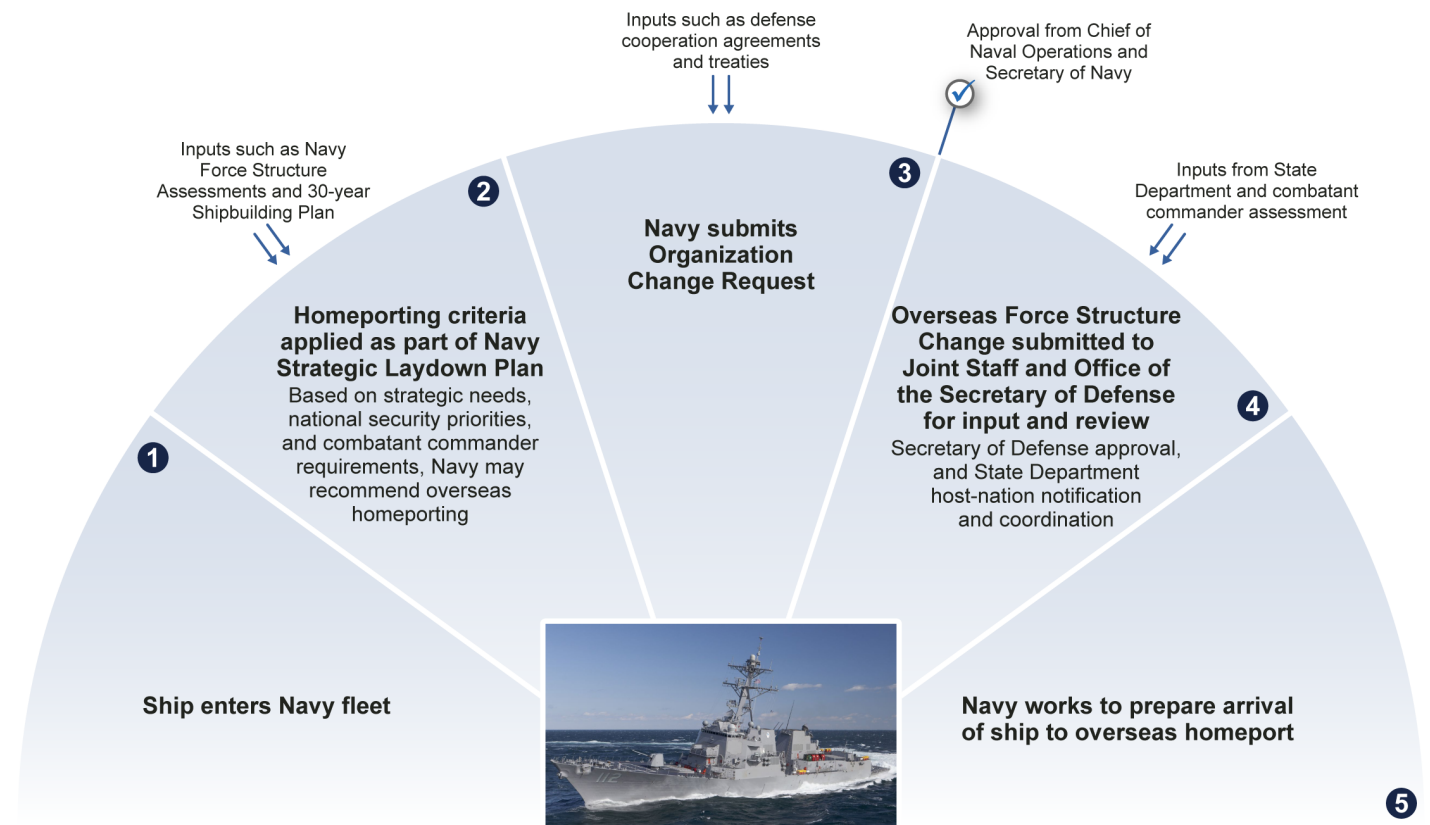 Inputs such as defense
cooperation agreements
and treaties
Approval from Chief of
Naval Operations and
Secretary of Navy
Inputs such as Navy
Force Structure
Assessments and 30-year
Shipbuilding Plan
Inputs from State
Department and combatant
commander assessment
1
Ship enters Navy fleet
2
Homeporting criteria
applied as part of Navy
Strategic Laydown Plan
Based on strategic needs,
national security priorities,
and combatant commander
requirements, Navy may
recommend overseas
homeporting
3
Navy submits
Organization
Change Request
4
Overseas Force Structure
Change submitted to
Joint Staff and Office of
the Secretary of Defense
for input and review
Secretary of Defense approval,
and State Department
host-nation notification
and coordination
Navy works to prepare arrival
of ship to overseas homeport
5
112